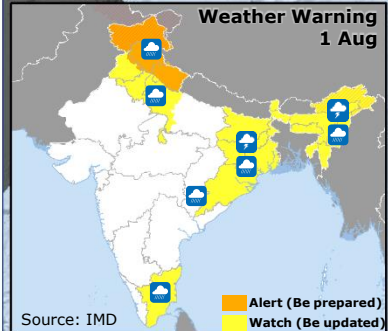 Weather Warning
1 Aug
Alert (Be prepared)
Watch (Be updated)
Source: IMD